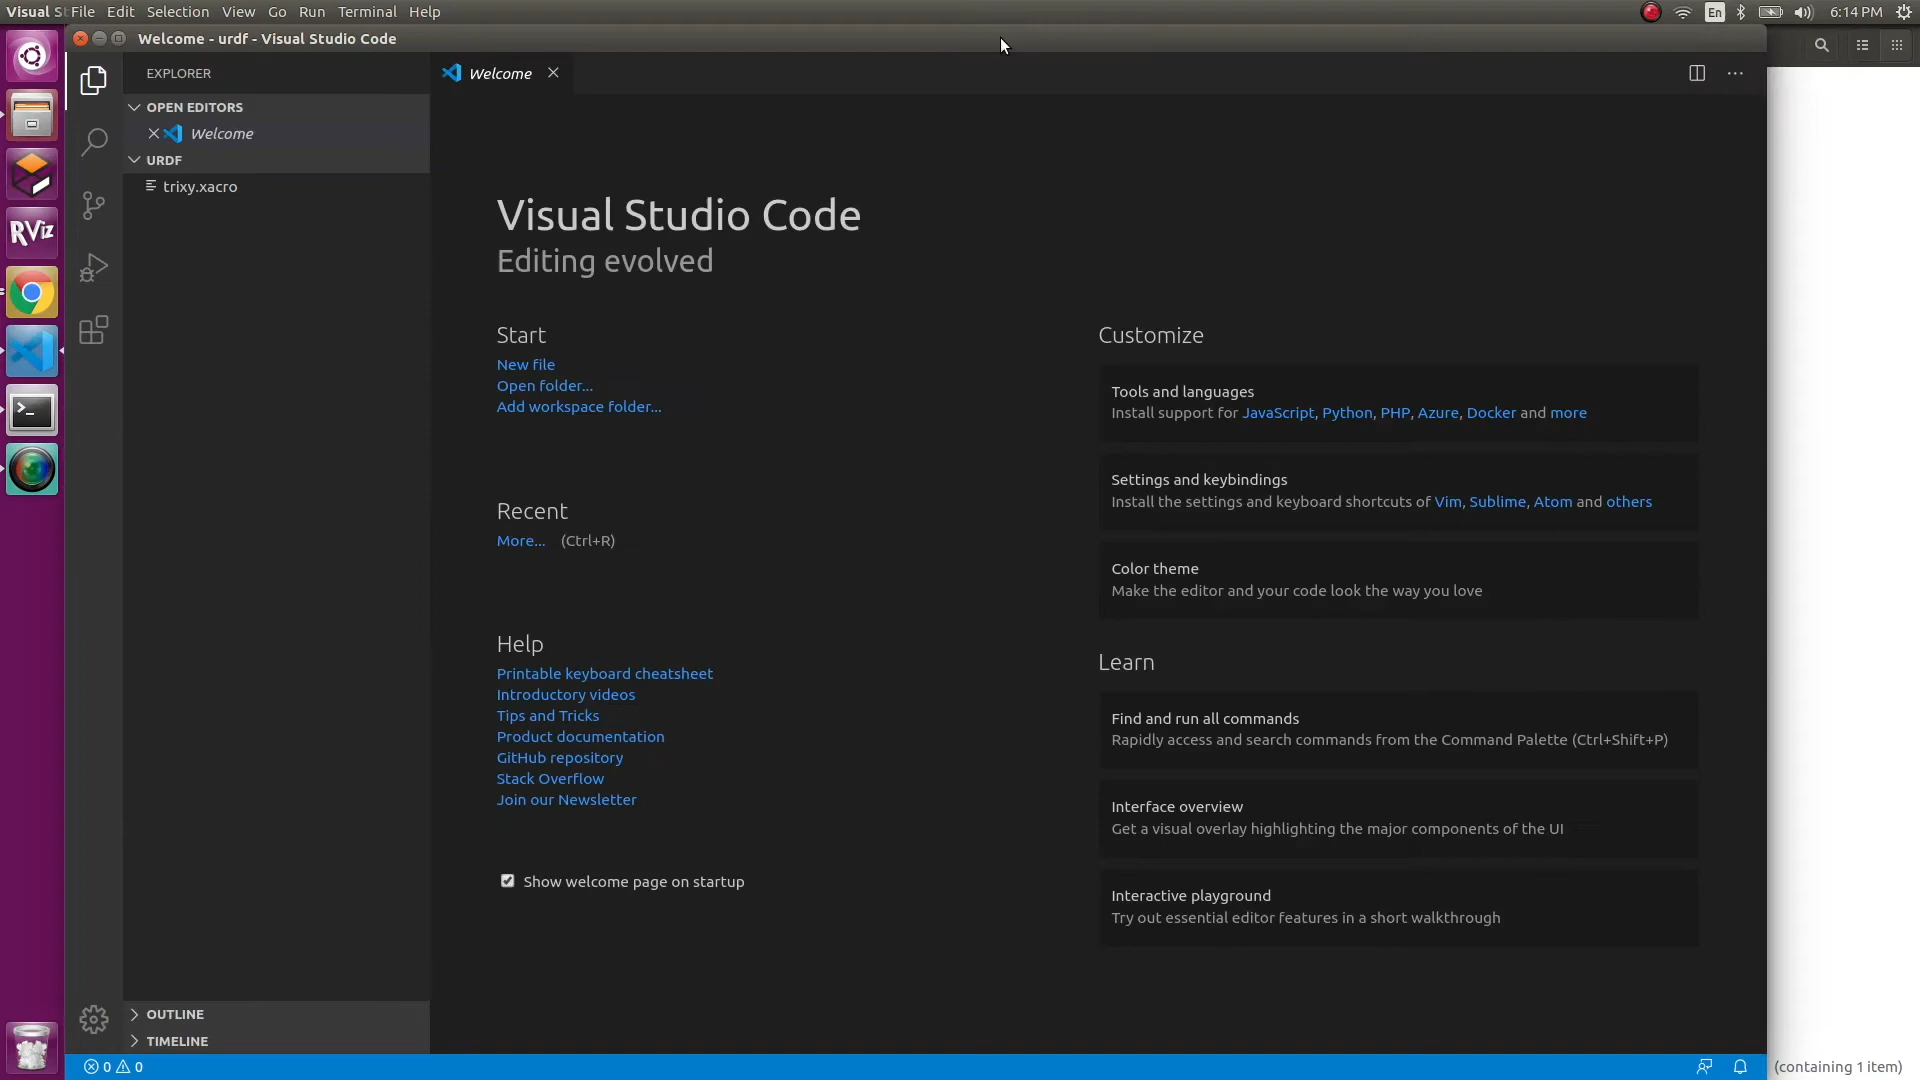 Visual St
File Edit Selection View Go Run Terminal Help
En
6:14 PM
Welcome - urdf - Visual Studio Code
EXPLORER
OPEN EDITORS
Welcome
URDF
trixy.xacro
OUTLINE
TIMELINE
Welcome
Visual Studio Code
Editing evolved
Start
New file
Open folder...
Add workspace folder...
Recent
More... (Ctrl+R)
Help
Printable keyboard cheatsheet
Introductory videos
Tips and Tricks
Product documentation
GitHub repository
Stack Overflow
Join our Newsletter
Show welcome page on startup
Customize
Tools and languages
Install support for JavaScript, Python, PHP, Azure, Docker and more
Settings and keybindings
Install the settings and keyboard shortcuts of Vim, Sublime, Atom and others
Color theme
Make the editor and your code look the way you love
Learn
Find and run all commands
Rapidly access and search commands from the Command Palette (Ctrl+Shift+P)
Interface overview
Get a visual overlay highlighting the major components of the UI
Interactive playground
Try out essential editor features in a short walkthrough
RViz
0 0
(containing 1 item)